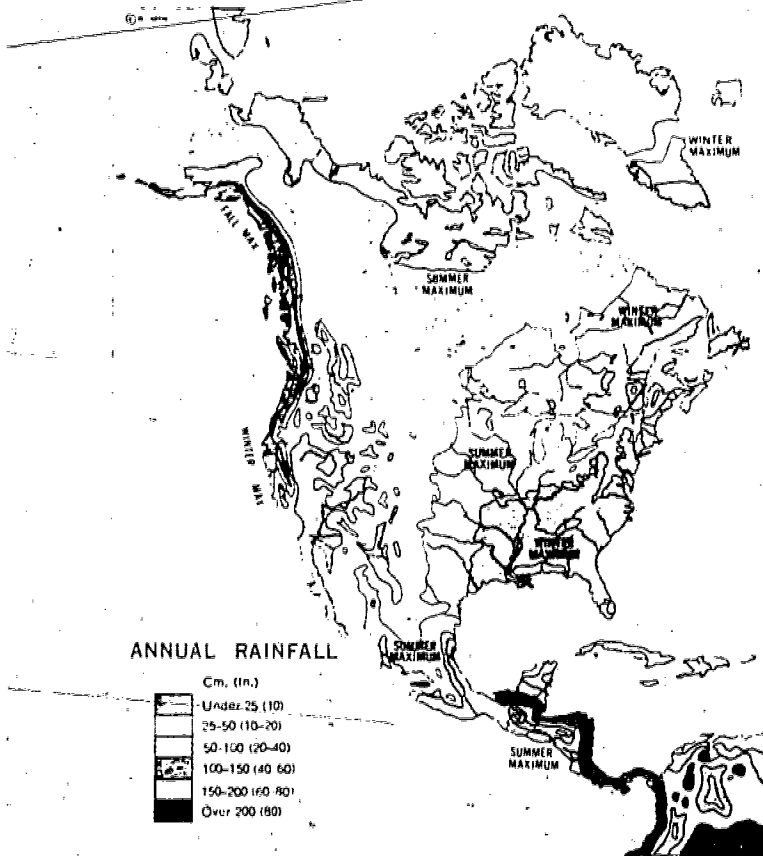 WINTER
MAXIMUM
FALL MAX
SUMMER
MAXIMUM
WINTER
MAXIMUM
WINTER
MAX
SUMMER
MAXIMUM
WINTER
MAXIMUM
SUMMER
MAXIMUM
ANNUAL RAINFALL
Cm. (In.)
Under 25 (10)
25-50 (10-20)
50-100 (20-40)
100-150 (40 60)
150-200 (60-80)
Over 200 (80)
SUMMER
MAXIMUM